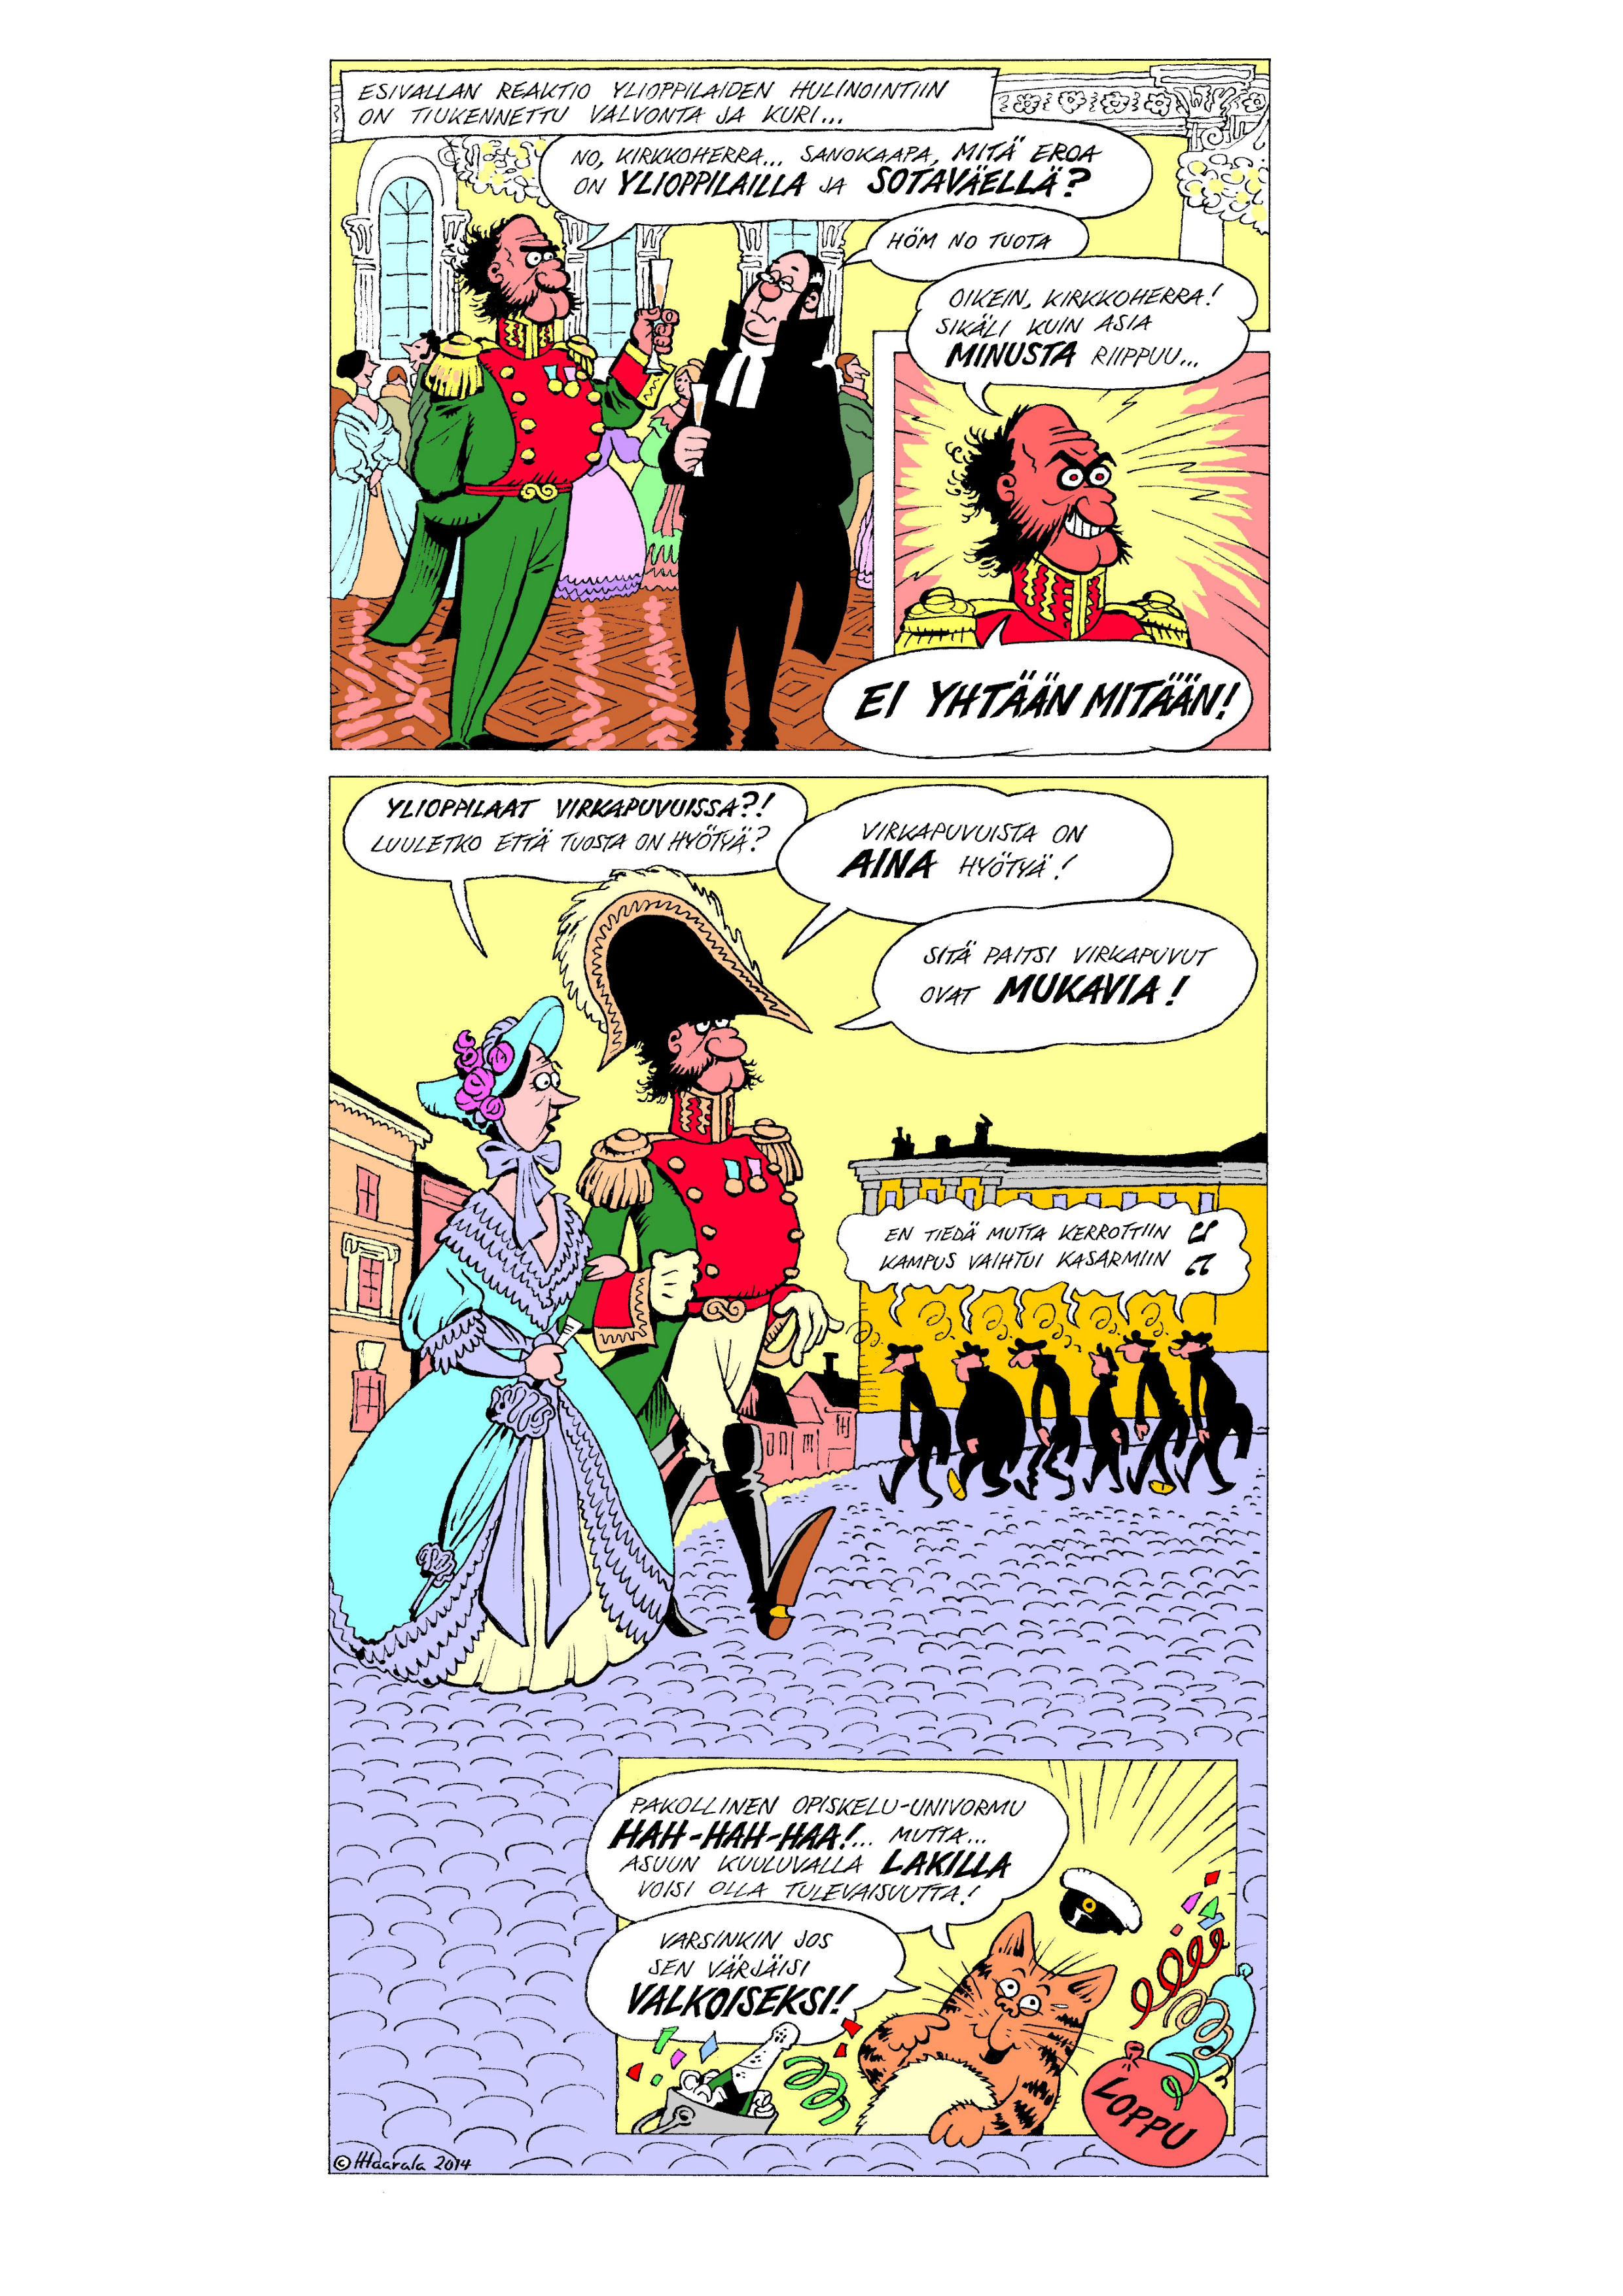 ESIVALLAN REAKTIO YLIOPPILAIDEN HULINOINTIIN
ON TIUKENNETTU VALVONTA JA KURI...
NO, KIRKKOHERRA... SANOKAAPA, MITÄ EROA
ON YLIOPPILAILLA JA SOTAVÄELLÄ?
HÖM NO TUOTA
OIKEIN, KIRKKOHERRA!
SIKÄLI KUIN ASIA
MINUSTA RIIPPUU...
EI YHTÄÄN MITÄÄN!
YLIOPPILAAT VIRKAPUVUISSA?!
LUULETKO ETTÄ TUOSTA ON HYÖTYÄ?
VIRKAPUVUISTA ON
AINA HYÖTYÄ!
SITÄ PAITSI VIRKAPUVUT
OVAT MUKAVIA!
EN TIEDÄ MUTTA KERROTTIIN
KAMPUS VAIHTUI KASARMIIN
PAKOLLINEN OPISKELU-UNIVORMU
HAH-HAH-HAA!... MUTTA...
ASUUN KUULUVALLA LAKILLA
VOISI OLLA TULEVAISUUTTA!
VARSINKIN JOS
SEN VÄRJÄISI
VALKOISEKSI!!
LOPPU
© HHaarala 2014